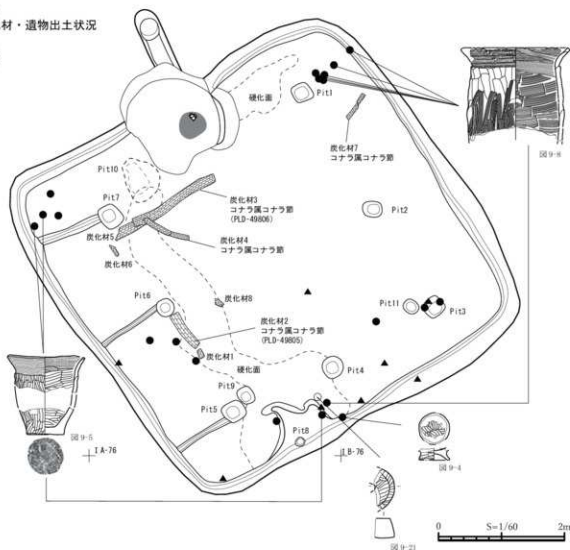 材・遺物出土状況
硬化面
Pit1
炭化材7
コナラ属コナラ節
図9-8
Pit10
Pit7
炭化材3
コナラ属コナラ節
(PLD-49806)
炭化材4
コナラ属コナラ節
炭化材5
炭化材6
Pit2
Pit6
炭化材8
Pit11
Pit3
炭化材2
コナラ属コナラ節
(PLD-49805)
炭化材1
硬化面
Pit4
Pit9
Pit5
Pit8
図9-5
I A-76
I B-76
図9-4
図9-23
0 S=1/60 2m